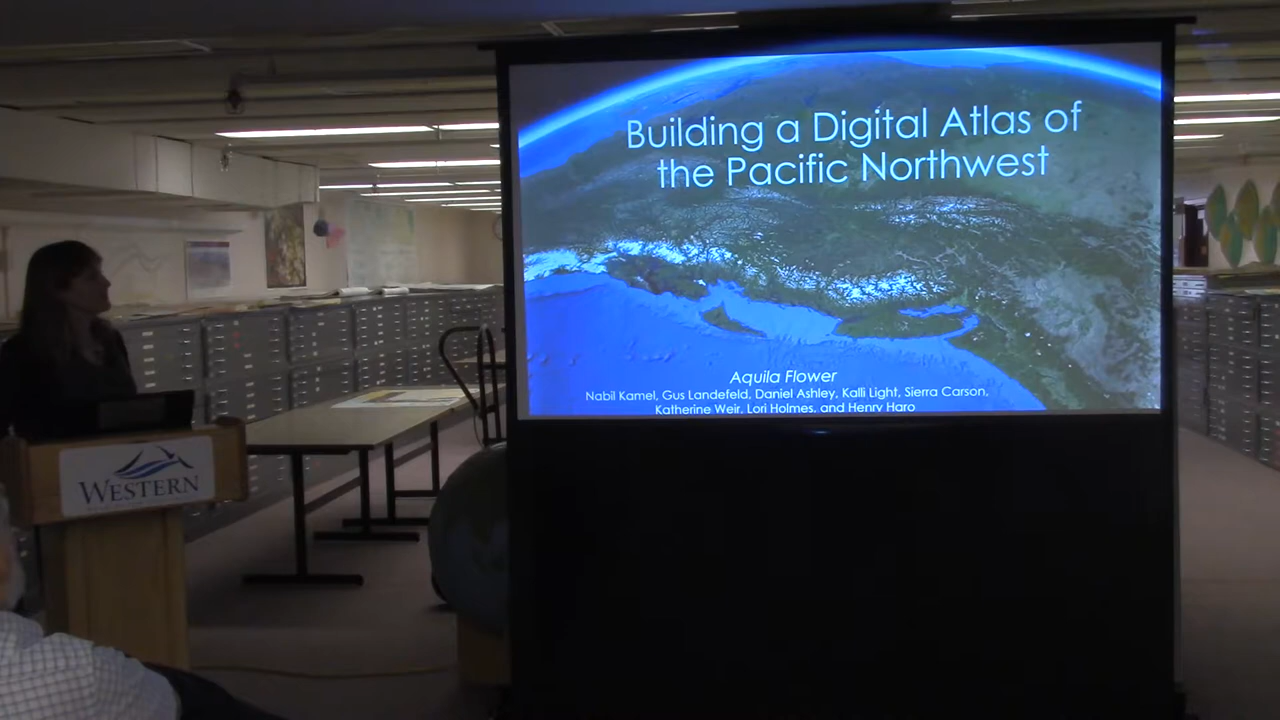 Building a Digital Atlas of
the Pacific Northwest
Aquila Flower
Nabil Kamel, Gus Landefeld, Daniel Ashley, Kalli Light, Sierra Carson,
Katherine Weir, Lori Holmes, and Henry Haro
WESTERN